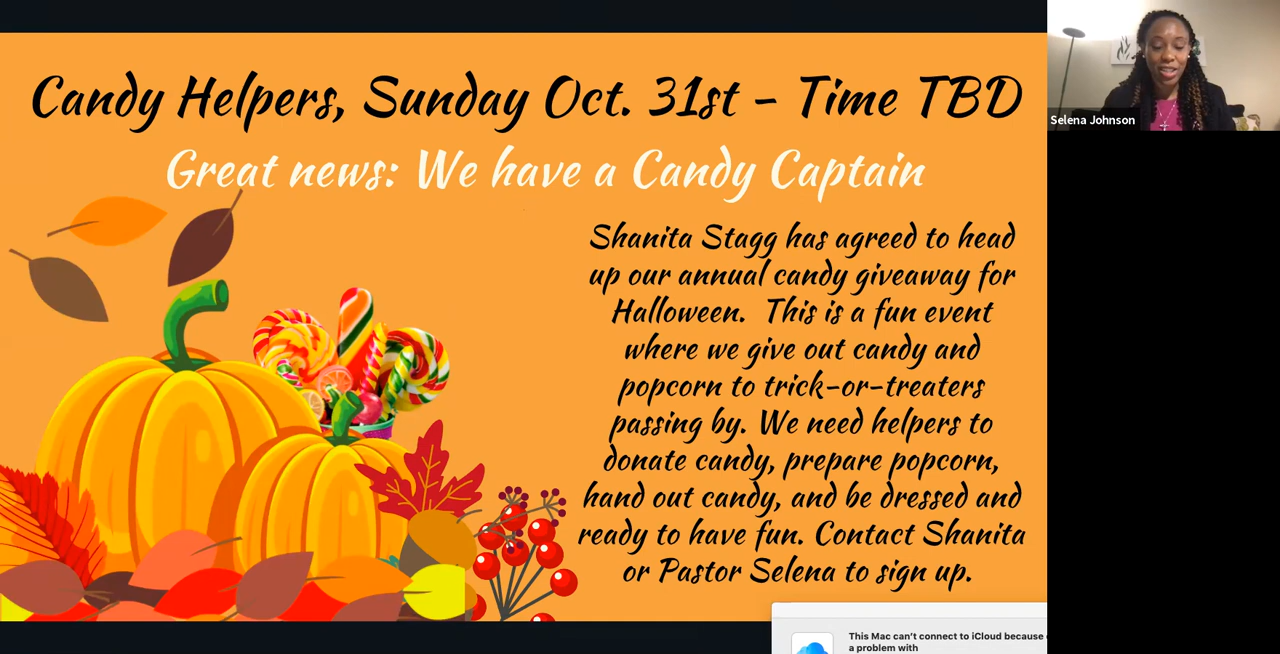 Candy Helpers, Sunday Oct. 31st - Time TBD
Great news: We have a Candy Captain
Shanita Stagg has agreed to head
up our annual candy giveaway for
Halloween.  This is a fun event
where we give out candy and
popcorn to trick-or-treaters
passing by. We need helpers to
donate candy, prepare popcorn,
hand out candy, and be dressed and
ready to have fun. Contact Shanita
or Pastor Selena to sign up.
Selena Johnson
This Mac can't connect to iCloud because
a problem with